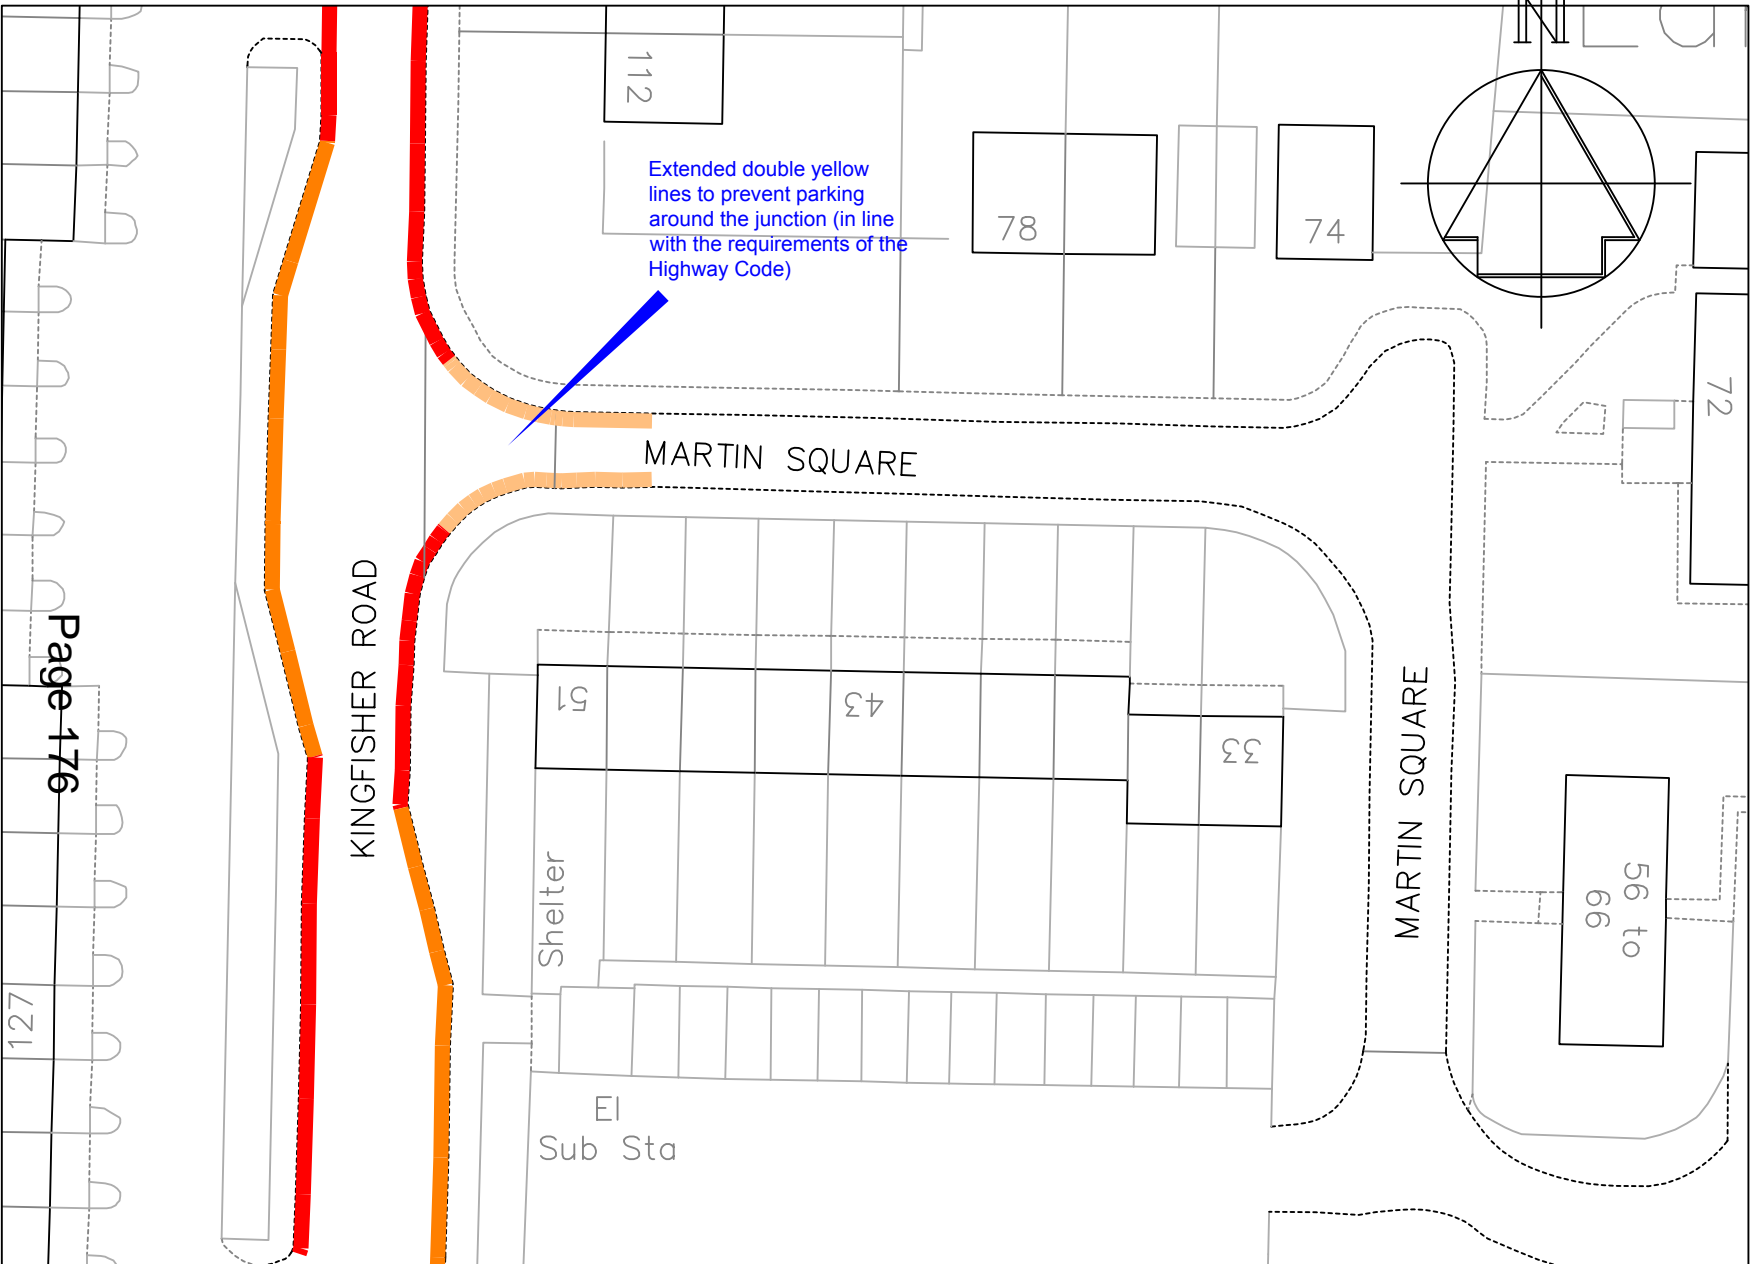 N
112
Extended double yellow
lines to prevent parking
around the junction (in line
with the requirements of the
Highway Code)
78
74
72
MARTIN SQUARE
KINGFISHER ROAD
Page 176
51
43
33
MARTIN SQUARE
56 to
66
Shelter
127
El
Sub Sta